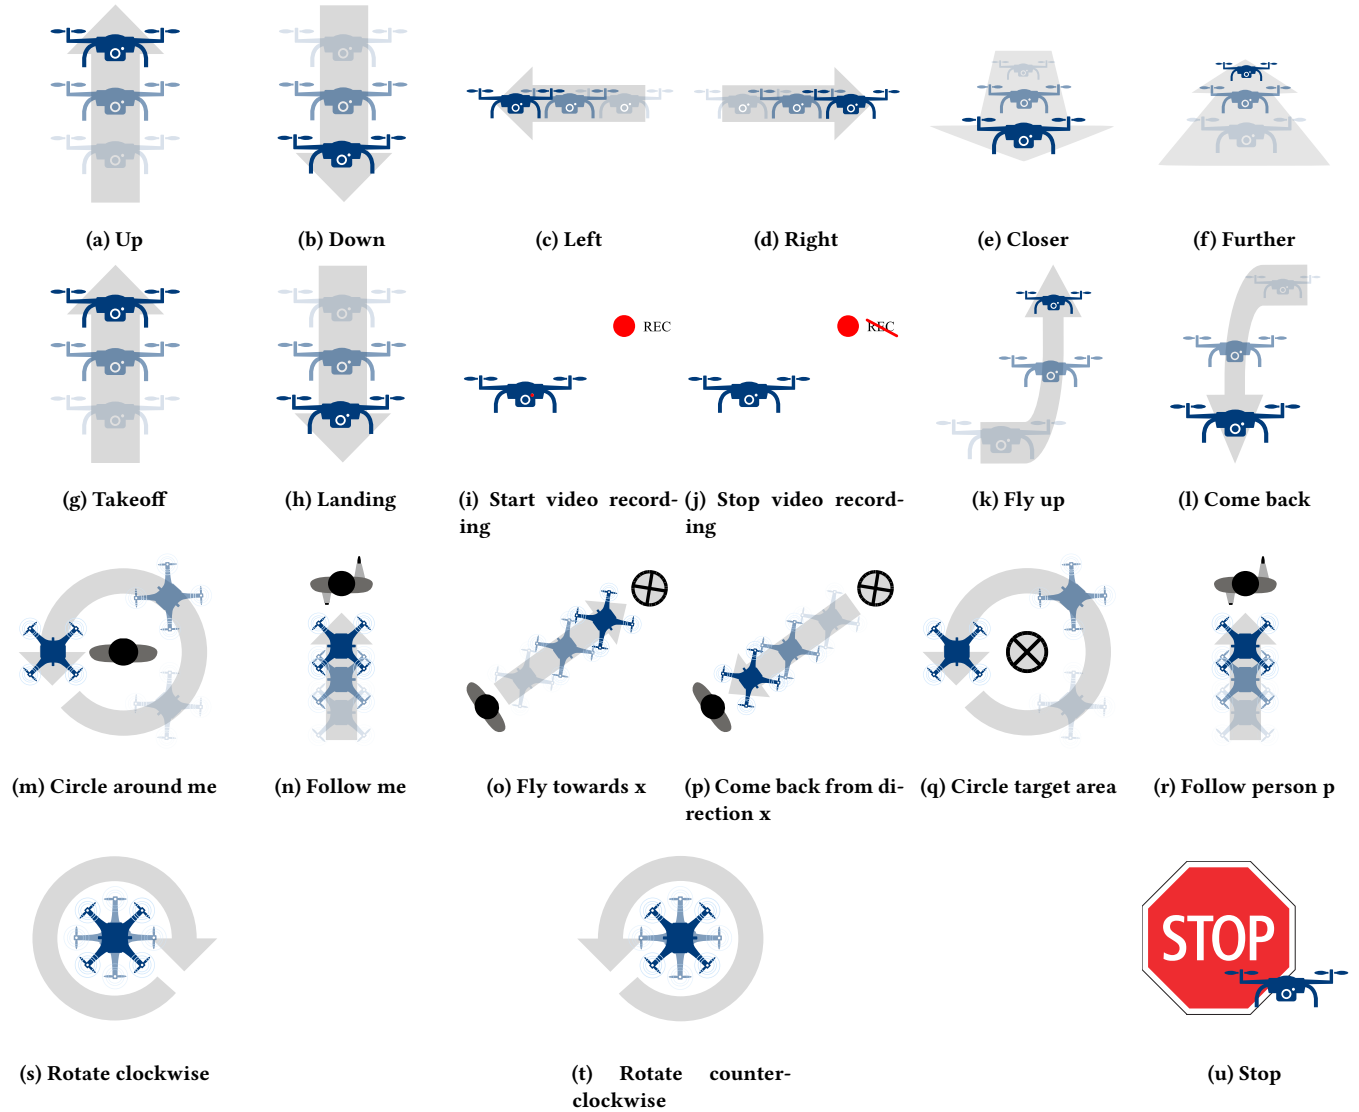 (a) Up
(b) Down
(c) Left
(d) Right
(e) Closer
(f) Further
REC
REC
(g) Takeoff
(h) Landing
(i) Start video record-
ing
(j) Stop video record-
ing
(k) Fly up
(l) Come back
(m) Circle around me
(n) Follow me
(o) Fly towards x
(p) Come back from di-
rection x
(q) Circle target area
(r) Follow person p
STOP
(s) Rotate clockwise
(t) Rotate counter-
clockwise
(u) Stop